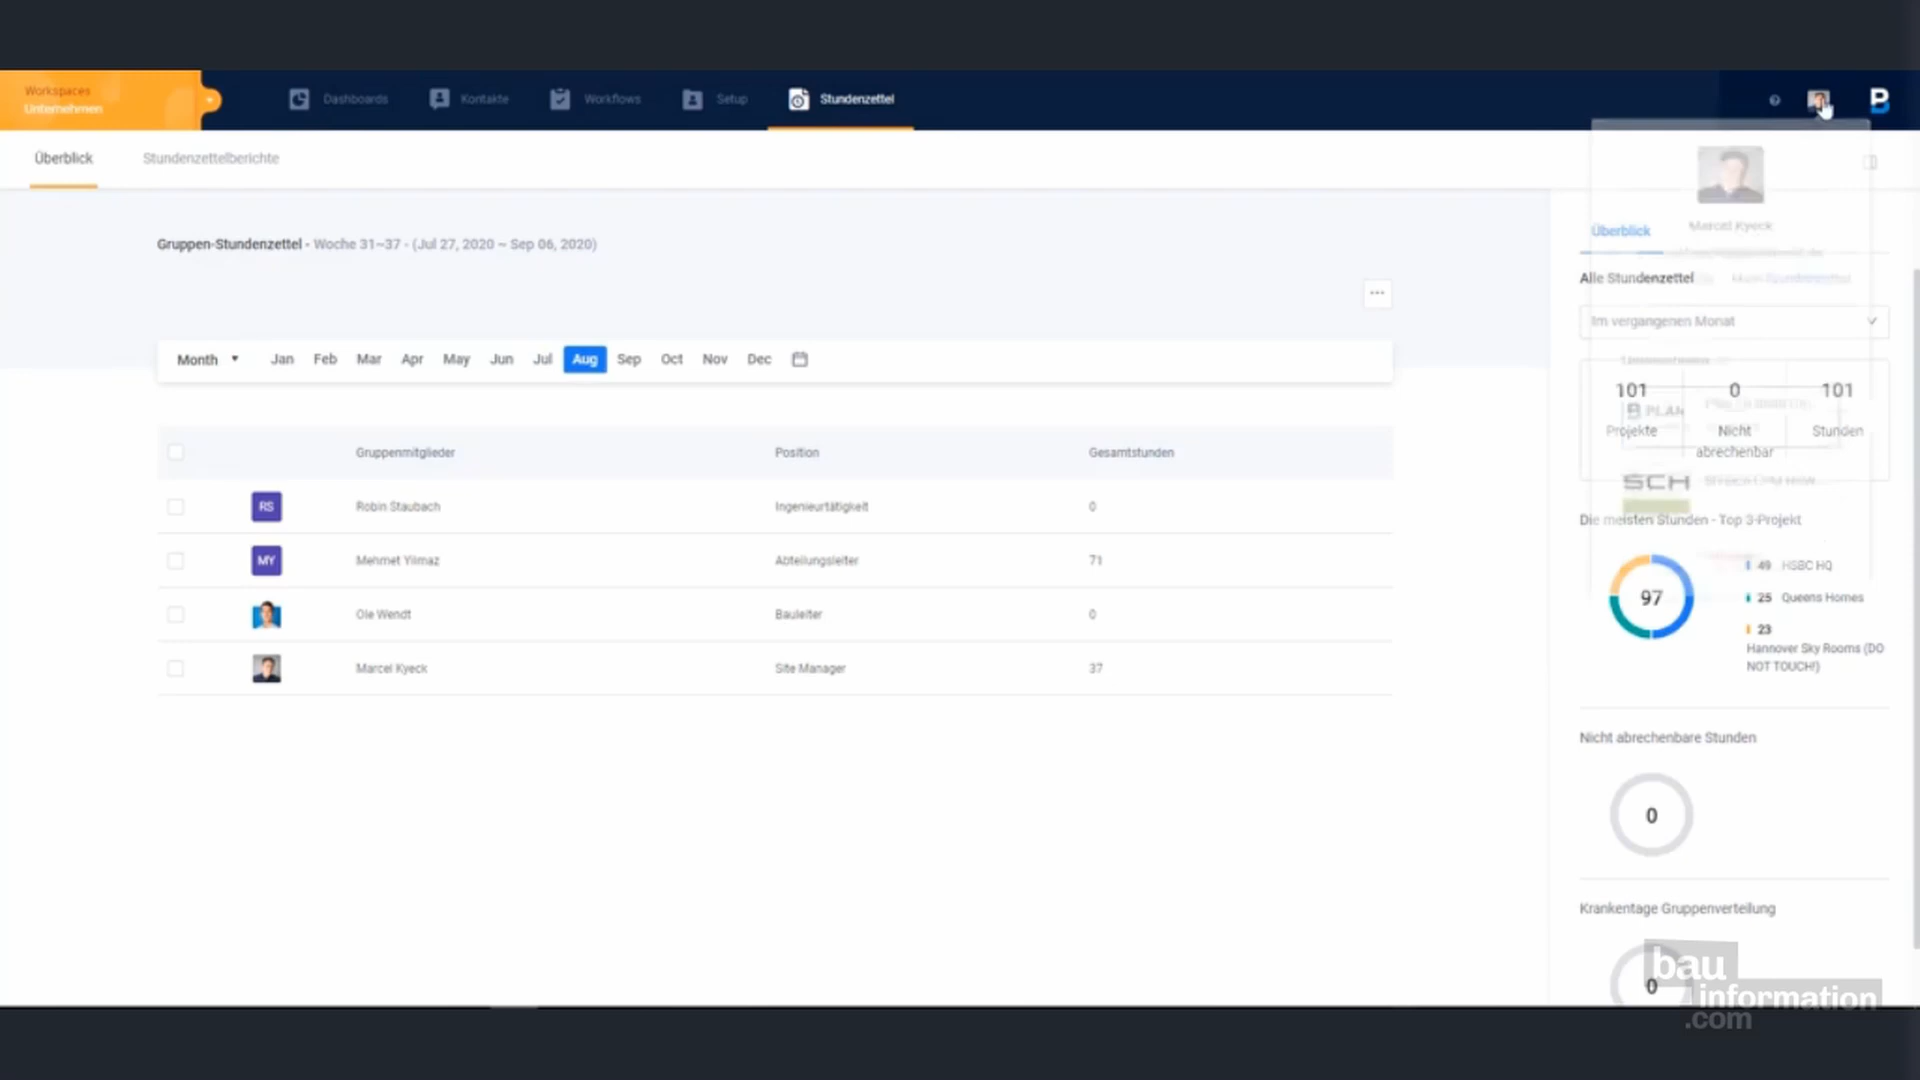 Workspaces
Unternehmen
Dashboards
Kontakte
Workflows
Setup
Stundenzettel
Überblick
Stundenzettelberichte
Gruppen-Stundenzettel - Woche 31~37 - (Jul 27, 2020 ~ Sep 06, 2020)
Month Jan Feb Mar Apr May Jun Jul Aug Sep Oct Nov Dec
Gruppenmitglieder Position Gesamtstunden
RS Robin Staubach Ingenieurtätigkeit 0
MY Mehmet Yilmaz Abteilungsleiter 71
Ole Wendt Bauleiter 0
Marcel Kyeck Site Manager 37
Marcel Kyeck
Überblick
Alle Stundenzettel
Im vergangenen Monat
101 0 101
PLAN
Projekte Nicht Stunden
abrechenbar
SCH
Die meisten Stunden - Top 3-Projekt
97
49 HSBC HQ
25 Queens Homes
23
Hannover Sky Rooms (DO
NOT TOUCH!)
Nicht abrechenbare Stunden
0
Krankentage Gruppenverteilung
0
bau
information
.com